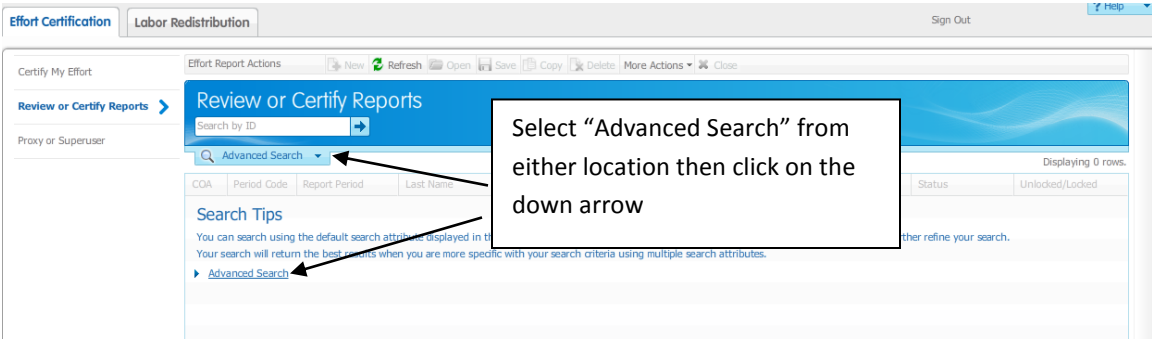 ? Help
Effort Certification
Labor Redistribution
Sign Out
Certify My Effort
Review or Certify Reports
Proxy or Superuser
Effort Report Actions New Refresh Open Save Copy Delete More Actions Close
Review or Certify Reports
Search by ID
Advanced Search
Displaying 0 rows.
COA Period Code Report Period Last Name Status Unlocked/Locked
Select “Advanced Search” from
either location then click on the
down arrow
Search Tips
You can search using the default search attribute displayed in th ther refine your search.
Your search will return the best results when you are more specific with your search criteria using multiple search attributes.
Advanced Search